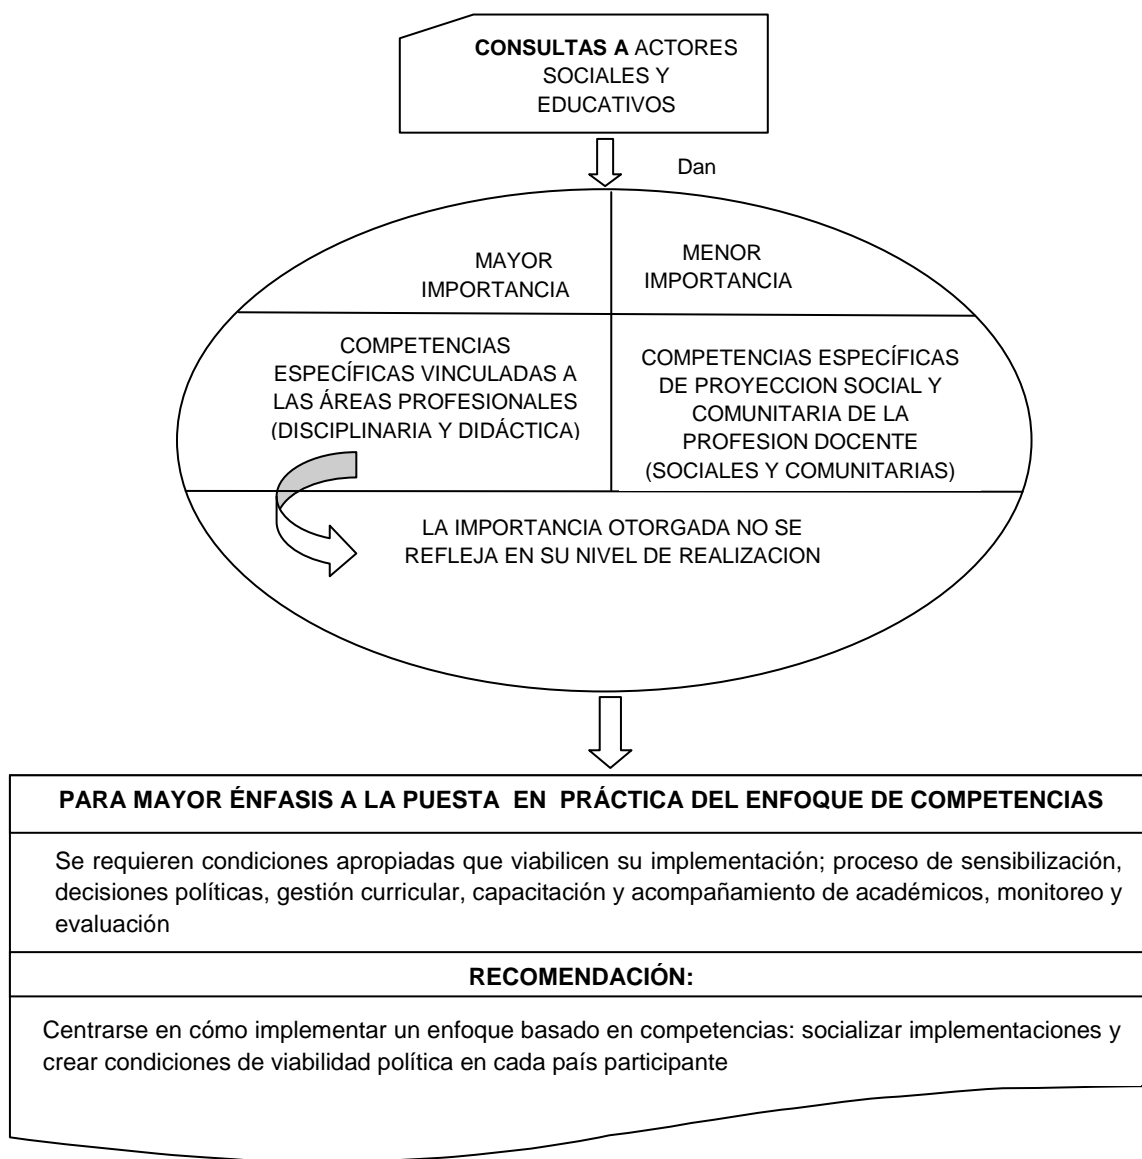 CONSULTAS A ACTORES
SOCIALES Y
EDUCATIVOS
Dan
MAYOR
IMPORTANCIA
MENOR
IMPORTANCIA
COMPETENCIAS
ESPECÍFICAS VINCULADAS A
LAS ÁREAS PROFESIONALES
(DISCIPLINARIA Y DIDÁCTICA)
COMPETENCIAS ESPECÍFICAS
DE PROYECCION SOCIAL Y
COMUNITARIA DE LA
PROFESION DOCENTE
(SOCIALES Y COMUNITARIAS)
LA IMPORTANCIA OTORGADA NO SE
REFLEJA EN SU NIVEL DE REALIZACION
PARA MAYOR ÉNFASIS A LA PUESTA EN PRÁCTICA DEL ENFOQUE DE COMPETENCIAS
Se requieren condiciones apropiadas que viabilicen su implementación; proceso de sensibilización,
decisiones políticas, gestión curricular, capacitación y acompañamiento de académicos, monitoreo y
evaluación
RECOMENDACIÓN:
Centrarse en cómo implementar un enfoque basado en competencias: socializar implementaciones y
crear condiciones de viabilidad política en cada país participante